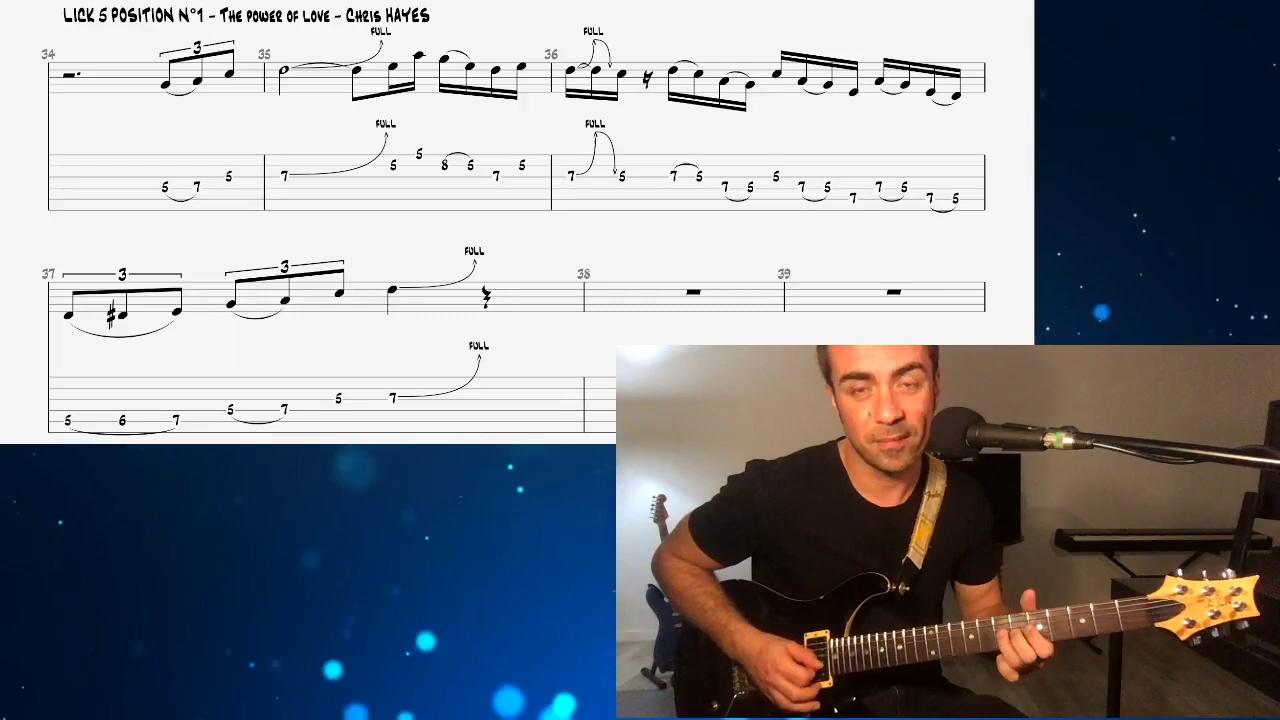 LICK 5 POSITION N°1 - THE POWER OF LOVE - CHRIS HAYES
FULL FULL
34 3 35 36
FULL FULL
5 7 5 7 5 5 8 5 7 5 7 5 7 5 7 5 5 7 5 7 7 5 7 5
FULL
37 3 3 38 39
FULL
5 6 7 5 7 5 7
Fender